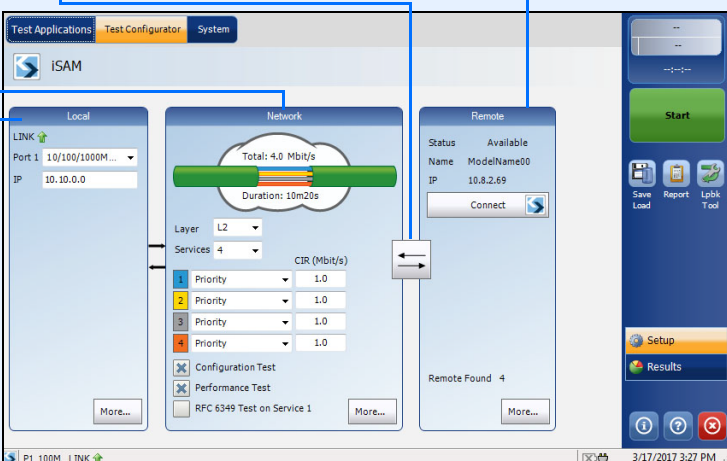 Test Applications Test Configurator System
iSAM
Local
LINK
Port 1 10/100/1000M...
IP 10.10.0.0
More...
Network
Total: 4.0 Mbit/s
Duration: 10m20s
Layer L2
Services 4
CIR (Mbit/s)
1 Priority 1.0
2 Priority 1.0
3 Priority 1.0
4 Priority 1.0
Configuration Test
Performance Test
RFC 6349 Test on Service 1
More...
Remote
Status Available
Name ModelName00
IP 10.8.2.69
Connect
Remote Found 4
More...
--
--
--:--:--
Start
Save Load
Report
Lpbk Tool
Setup
Results
P1 100M LINK
3/17/2017 3:27 PM